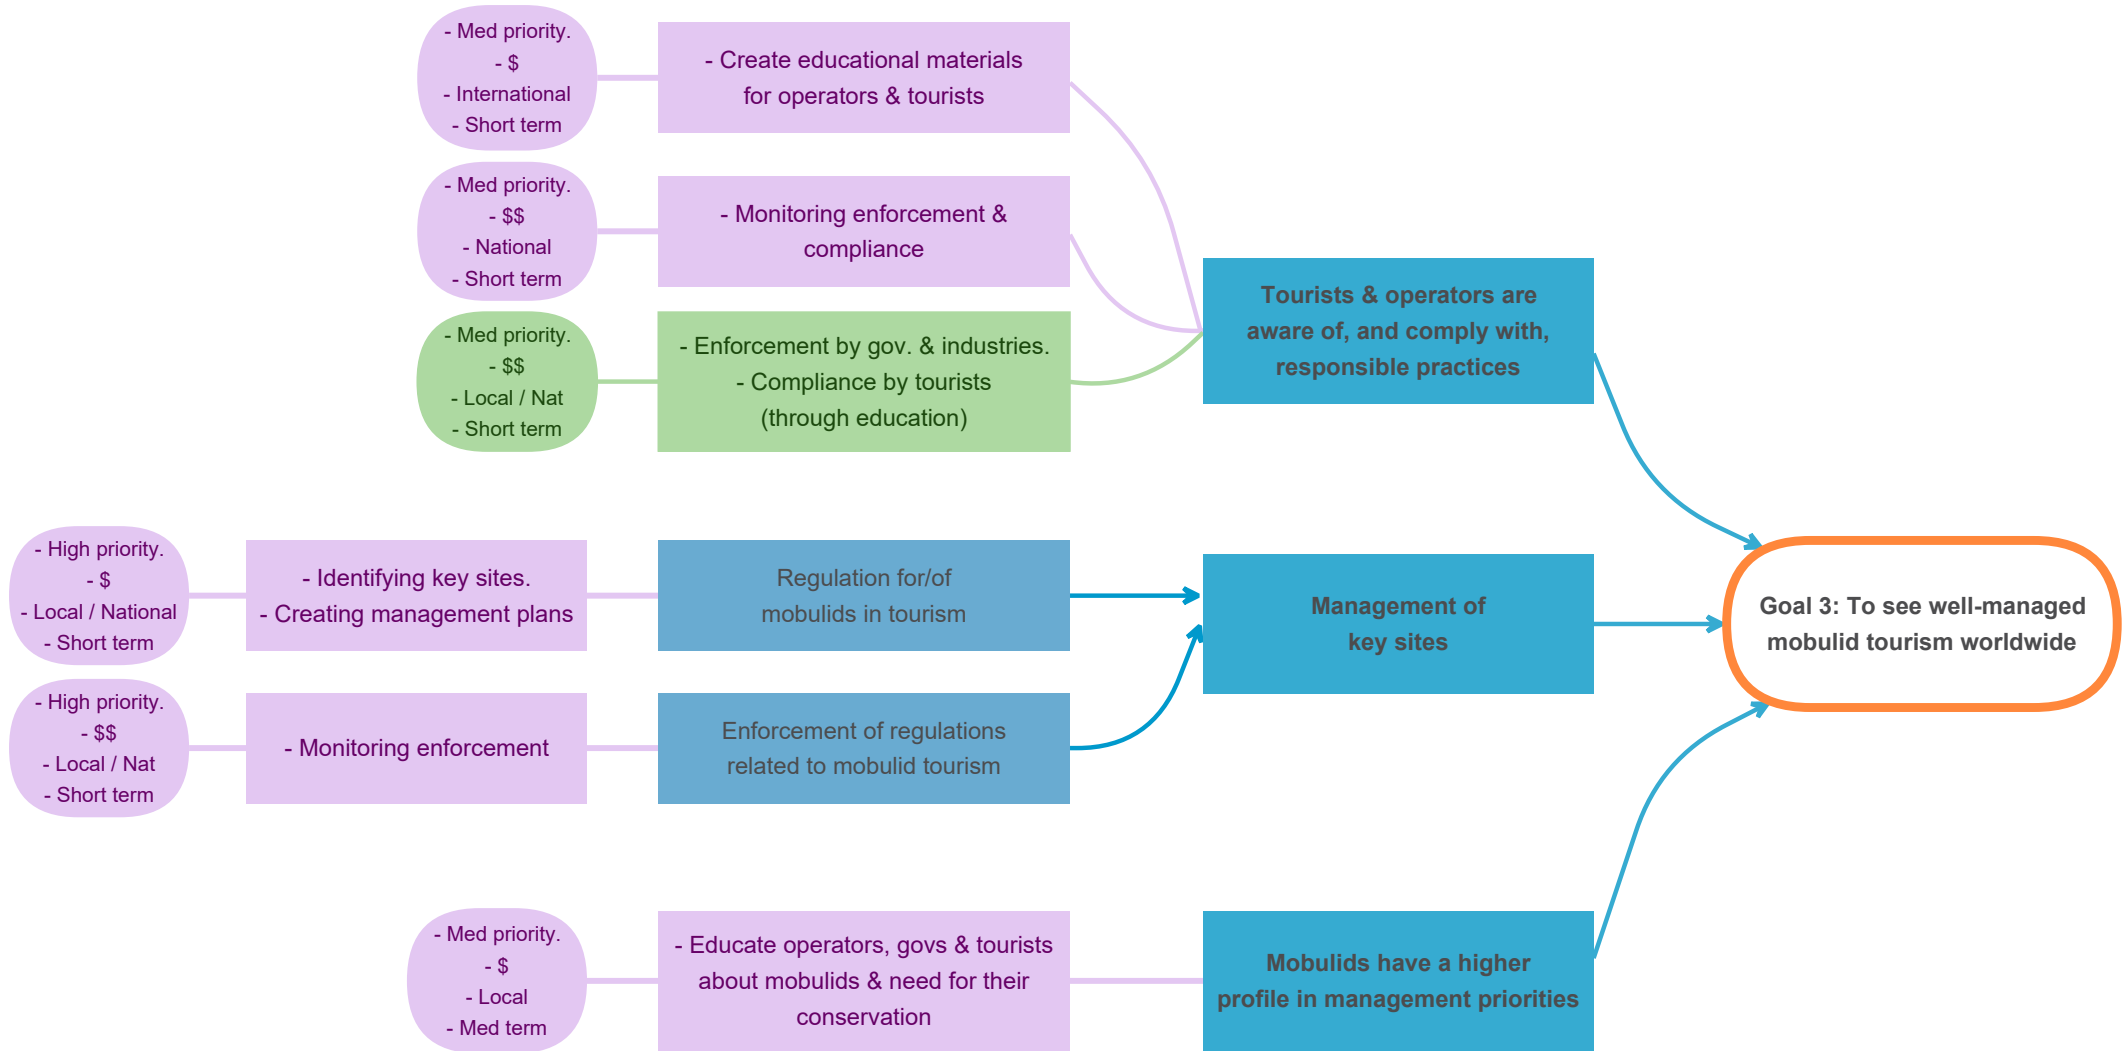 - Med priority.
- $
- International
- Short term
- Create educational materials
for operators & tourists
- Med priority.
- $$
- National
- Short term
- Monitoring enforcement &
compliance
- Med priority.
- $$
- Local / Nat
- Short term
- Enforcement by gov. & industries.
- Compliance by tourists
(through education)
Tourists & operators are
aware of, and comply with,
responsible practices
- High priority.
- $
- Local / National
- Short term
- Identifying key sites.
- Creating management plans
Regulation for/of
mobulids in tourism
- High priority.
- $$
- Local / Nat
- Short term
- Monitoring enforcement
Enforcement of regulations
related to mobulid tourism
Management of
key sites
Goal 3: To see well-managed
mobulid tourism worldwide
- Med priority.
- $
- Local
- Med term
- Educate operators, govs & tourists
about mobulids & need for their
conservation
Mobulids have a higher
profile in management priorities